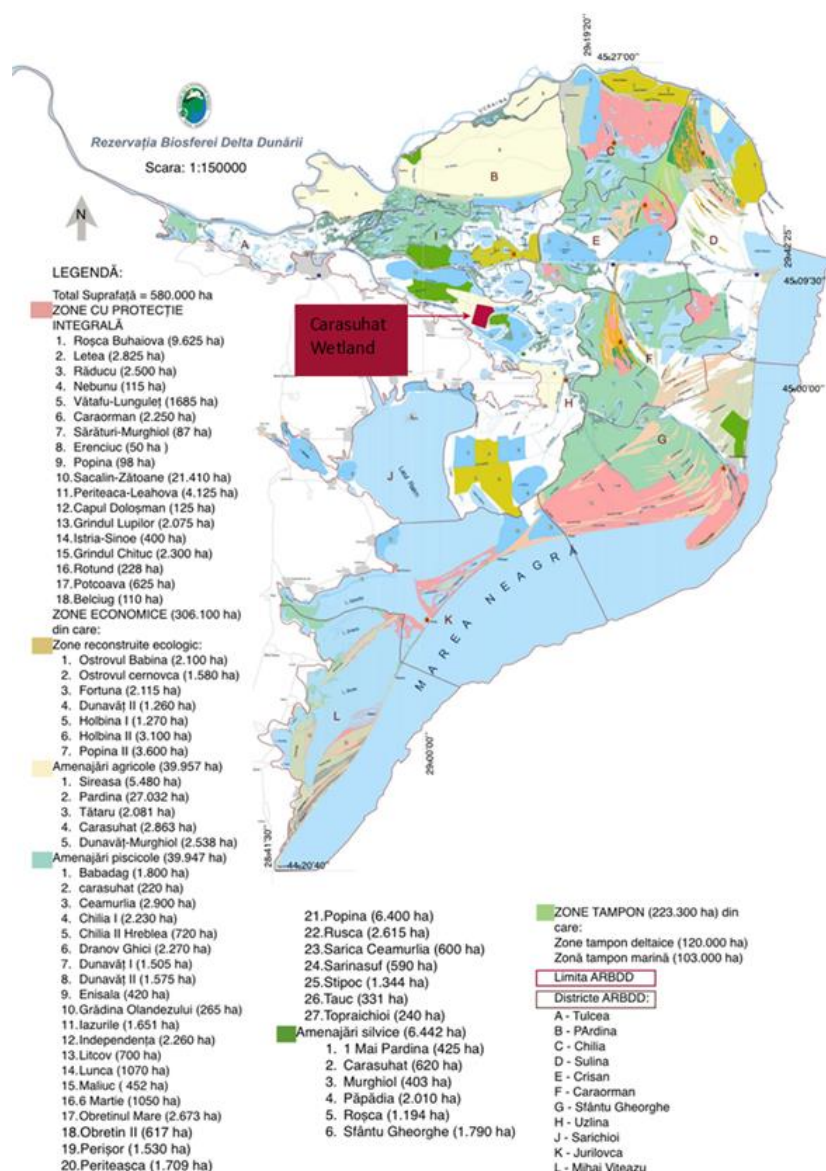 29º19'20"
45º27'00"
UCRAINA
Rezervația Biosferei Delta Dunării
Scara: 1:150000
N
A
B
C
D
E
I
F
G
H
J
K
L
29º42'25"
45º09'30"
45º00'00"
Carasuhat
Wetland
Lacul Razim
MAREA NEAGRĂ
29º00'00"
28º41'30"
44º20'40"
LEGENDĂ:
Total Suprafață = 580.000 ha
ZONE CU PROTECȚIE
INTEGRALĂ
1. Roșca Buhaiova (9.625 ha)
2. Letea (2.825 ha)
3. Răducu (2.500 ha)
4. Nebunu (115 ha)
5. Vătafu-Lunguleț (1685 ha)
6. Caraorman (2.250 ha)
7. Sărături-Murghiol (87 ha)
8. Erenciuc (50 ha )
9. Popina (98 ha)
10. Sacalin-Zătoane (21.410 ha)
11. Periteaca-Leahova (4.125 ha)
12. Capul Doloșman (125 ha)
13. Grindul Lupilor (2.075 ha)
14. Istria-Sinoe (400 ha)
15. Grindul Chituc (2.300 ha)
16. Rotund (228 ha)
17. Potcoava (625 ha)
18. Belciug (110 ha)
ZONE ECONOMICE (306.100 ha)
din care:
Zone reconstruite ecologic:
1. Ostrovul Babina (2.100 ha)
2. Ostrovul cernovca (1.580 ha)
3. Fortuna (2.115 ha)
4. Dunavăț II (1.260 ha)
5. Holbina I (1.270 ha)
6. Holbina II (3.100 ha)
7. Popina II (3.600 ha)
Amenajări agricole (39.957 ha)
1. Sireasa (5.480 ha)
2. Pardina (27.032 ha)
3. Tătaru (2.081 ha)
4. Carasuhat (2.863 ha)
5. Dunavăț-Murghiol (2.538 ha)
Amenajări piscicole (39.947 ha)
1. Babadag (1.800 ha)
2. carasuhat (220 ha)
3. Ceamurlia (2.900 ha)
4. Chilia I (2.230 ha)
5. Chilia II Hreblea (720 ha)
6. Dranov Ghici (2.270 ha)
7. Dunavăț I (1.505 ha)
8. Dunavăț II (1.575 ha)
9. Enisala (420 ha)
10. Grădina Olandezului (265 ha)
11. Iazurile (1.651 ha)
12. Independența (2.260 ha)
13. Litcov (700 ha)
14. Lunca (1070 ha)
15. Maliuc ( 452 ha)
16. 6 Martie (1050 ha)
17. Obretinul Mare (2.673 ha)
18. Obretin II (617 ha)
19. Perișor (1.530 ha)
20. Periteașca (1.709 ha)
21.Popina (6.400 ha)
22.Rusca (2.615 ha)
23.Sarica Ceamurlia (600 ha)
24.Sarinasuf (590 ha)
25.Stipoc (1.344 ha)
26.Tauc (331 ha)
27.Topraichioi (240 ha)
Amenajări silvice (6.442 ha)
1. 1 Mai Pardina (425 ha)
2. Carasuhat (620 ha)
3. Murghiol (403 ha)
4. Păpădia (2.010 ha)
5. Roșca (1.194 ha)
6. Sfântu Gheorghe (1.790 ha)
ZONE TAMPON (223.300 ha) din
care:
Zone tampon deltaice (120.000 ha)
Zonă tampon marină (103.000 ha)
Limita ARBDD
Districte ARBDD:
A - Tulcea
B - PArdina
C - Chilia
D - Sulina
E - Crisan
F - Caraorman
G - Sfântu Gheorghe
H - Uzlina
J - Sarichioi
K - Jurilovca
L - Mihai Viteazu